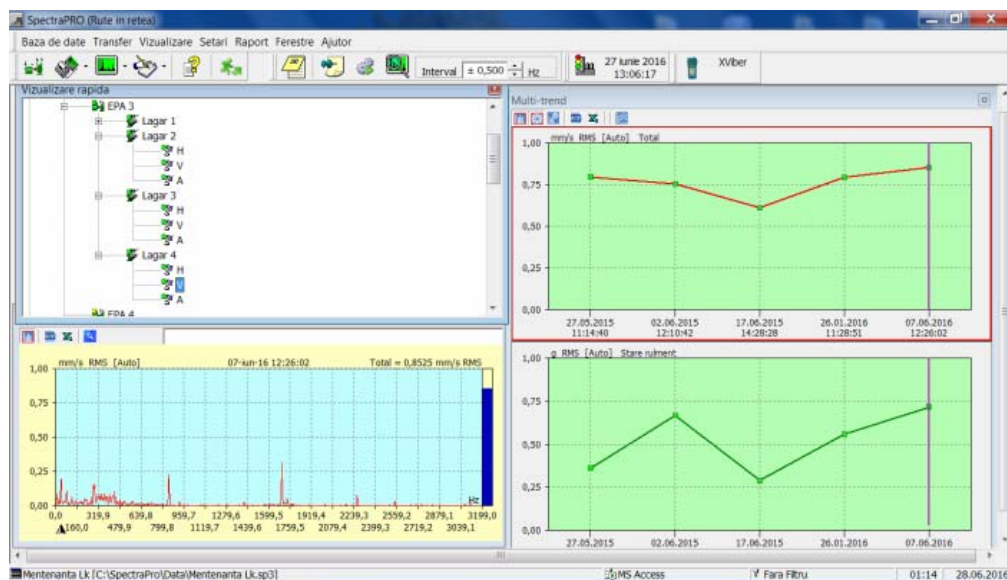 SpectraPRO (Rute in retea)
Baza de date Transfer Vizualizare Setari Raport Ferestre Ajutor
Interval ± 0,500 Hz
27 iunie 2016
13:06:17
XViber
Vizualizare rapida
EPA 3
Lagar 1
Lagar 2
H
V
A
Lagar 3
H
V
A
Lagar 4
H
V
A
EPA 4
mm/s RMS [Auto] 07-iun-16 12:26:02 Total = 0,8525 mm/s RMS
1,00
0,75
0,50
0,25
0,00
Hz
0,0 319,9 639,8 959,7 1279,6 1599,5 1919,4 2239,3 2559,2 2879,1 3199,0
160,0 479,9 799,8 1119,7 1439,6 1759,5 2079,4 2399,3 2719,2 3039,1
Multi-trend
mm/s RMS [Auto] Total
1,00
0,75
0,50
0,25
0,00
27.05.2015 02.06.2015 17.06.2015 26.01.2016 07.06.2016
11:14:40 12:10:42 14:28:28 11:28:51 12:26:02
g RMS [Auto] Stare rulment
1,00
0,75
0,50
0,25
0,00
27.05.2015 02.06.2015 17.06.2015 26.01.2016 07.06.2016
Mentenanta Lk [C:\SpectraPro\Data\Mentenanta Lk.sp3] MS Access Fara Filtru 01:14 28.06.2016